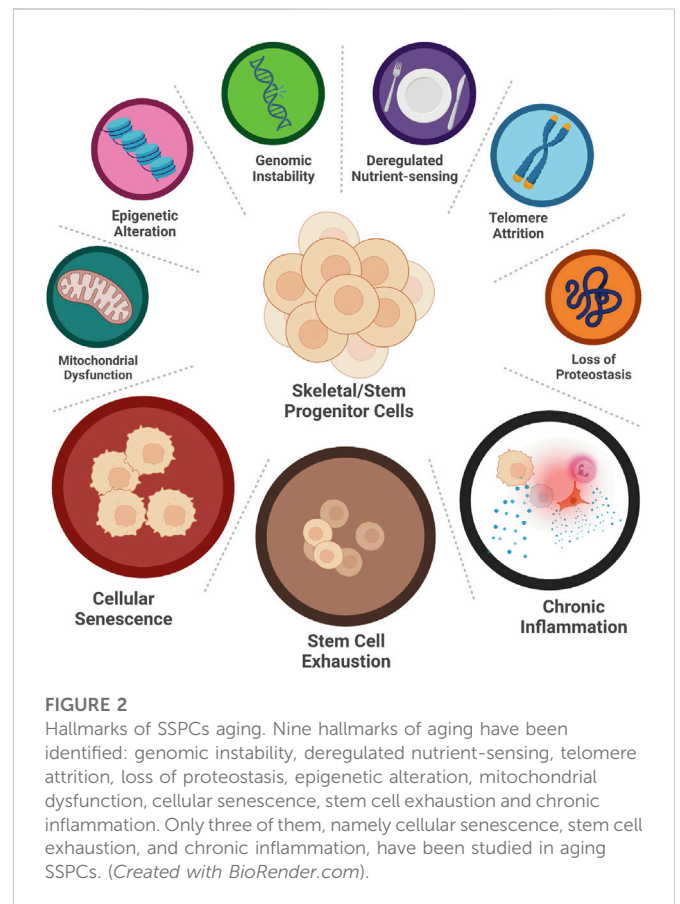 Genomic
Instability
Deregulated
Nutrient-sensing
Epigenetic
Alteration
Telomere
Attrition
Mitochondrial
Dysfunction
Loss of
Proteostasis
Skeletal/Stem
Progenitor Cells
Cellular
Senescence
Stem Cell
Exhaustion
Chronic
Inflammation
FIGURE 2
Hallmarks of SSPCs aging. Nine hallmarks of aging have been
identified: genomic instability, deregulated nutrient-sensing, telomere
attrition, loss of proteostasis, epigenetic alteration, mitochondrial
dysfunction, cellular senescence, stem cell exhaustion and chronic
inflammation. Only three of them, namely cellular senescence, stem cell
exhaustion, and chronic inflammation, have been studied in aging
SSPCs. (Created with BioRender.com).